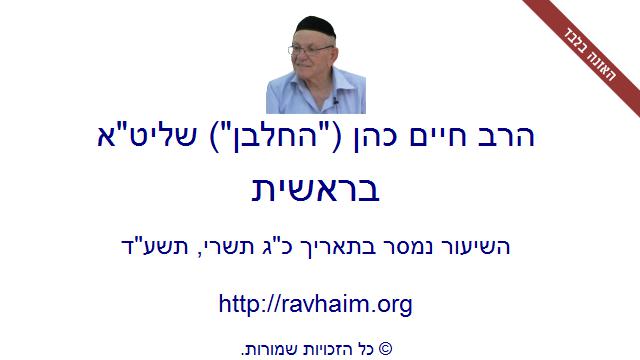 האזנה בלבד
הרב חיים כהן ("החלבן") שליט"א
בראשית
השיעור נמסר בתאריך כ"ג תשרי, תשע"ד
http://ravhaim.org
© כל הזכויות שמורות.